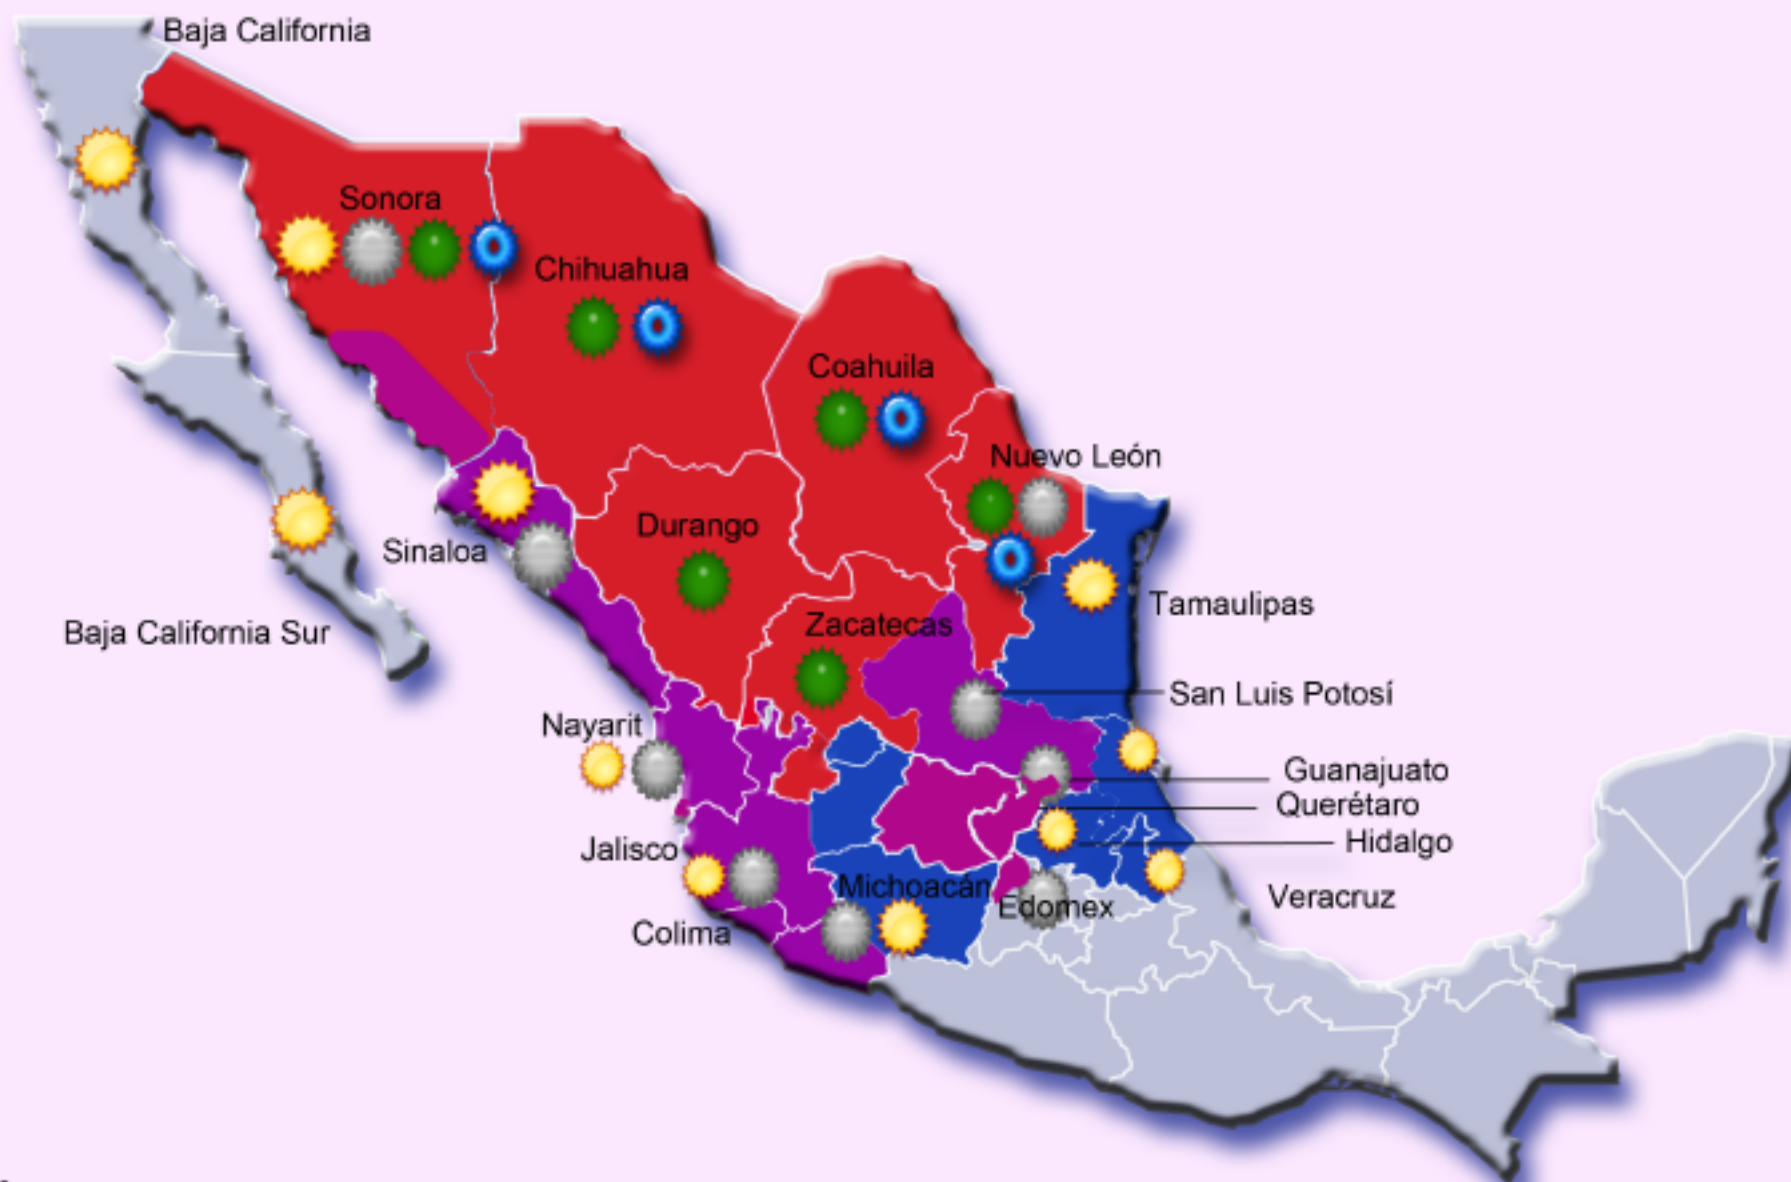 Baja California
Sonora
Chihuahua
Coahuila
Nuevo León
Durango
Sinaloa
Tamaulipas
Zacatecas
Baja California Sur
San Luis Potosí
Nayarit
Guanajuato
Querétaro
Hidalgo
Jalisco
Michoacán
Veracruz
Edomex
Colima